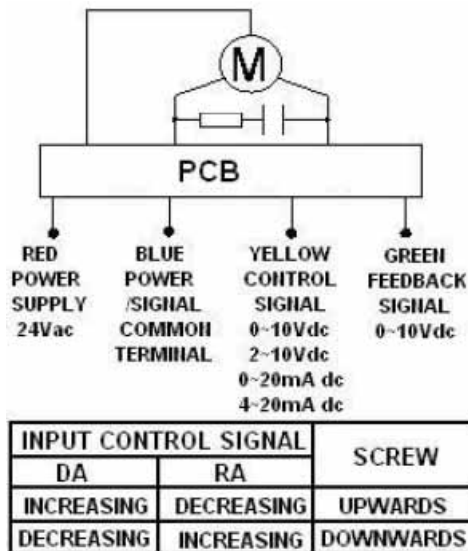 M
PCB
RED
POWER
SUPPLY
24Vac
BLUE
POWER
/SIGNAL
COMMON
TERMINAL
YELLOW
CONTROL
SIGNAL
0~10Vdc
2~10Vdc
0~20mA dc
4~20mA dc
GREEN
FEEDBACK
SIGNAL
0~10Vdc
INPUT CONTROL SIGNAL SCREW
DA RA
INCREASING DECREASING UPWARDS
DECREASING INCREASING DOWNWARDS